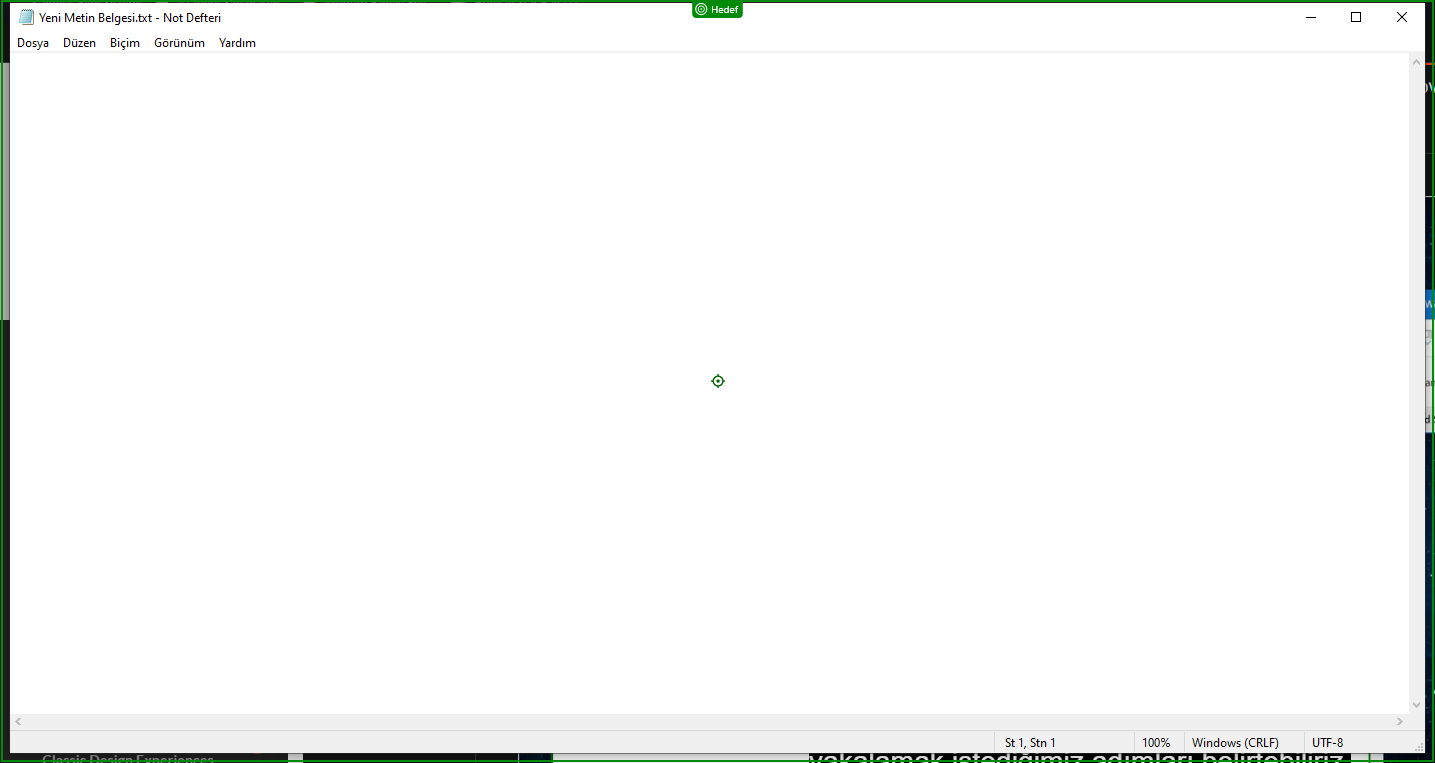 Hedef
Yeni Metin Belgesi.txt - Not Defteri
Dosya Düzen Biçim Görünüm Yardım
St 1, Stn 1 100% Windows (CRLF) UTF-8
Classic Design Experiences
yakalamak istediğimiz adımları belirtebiliriz